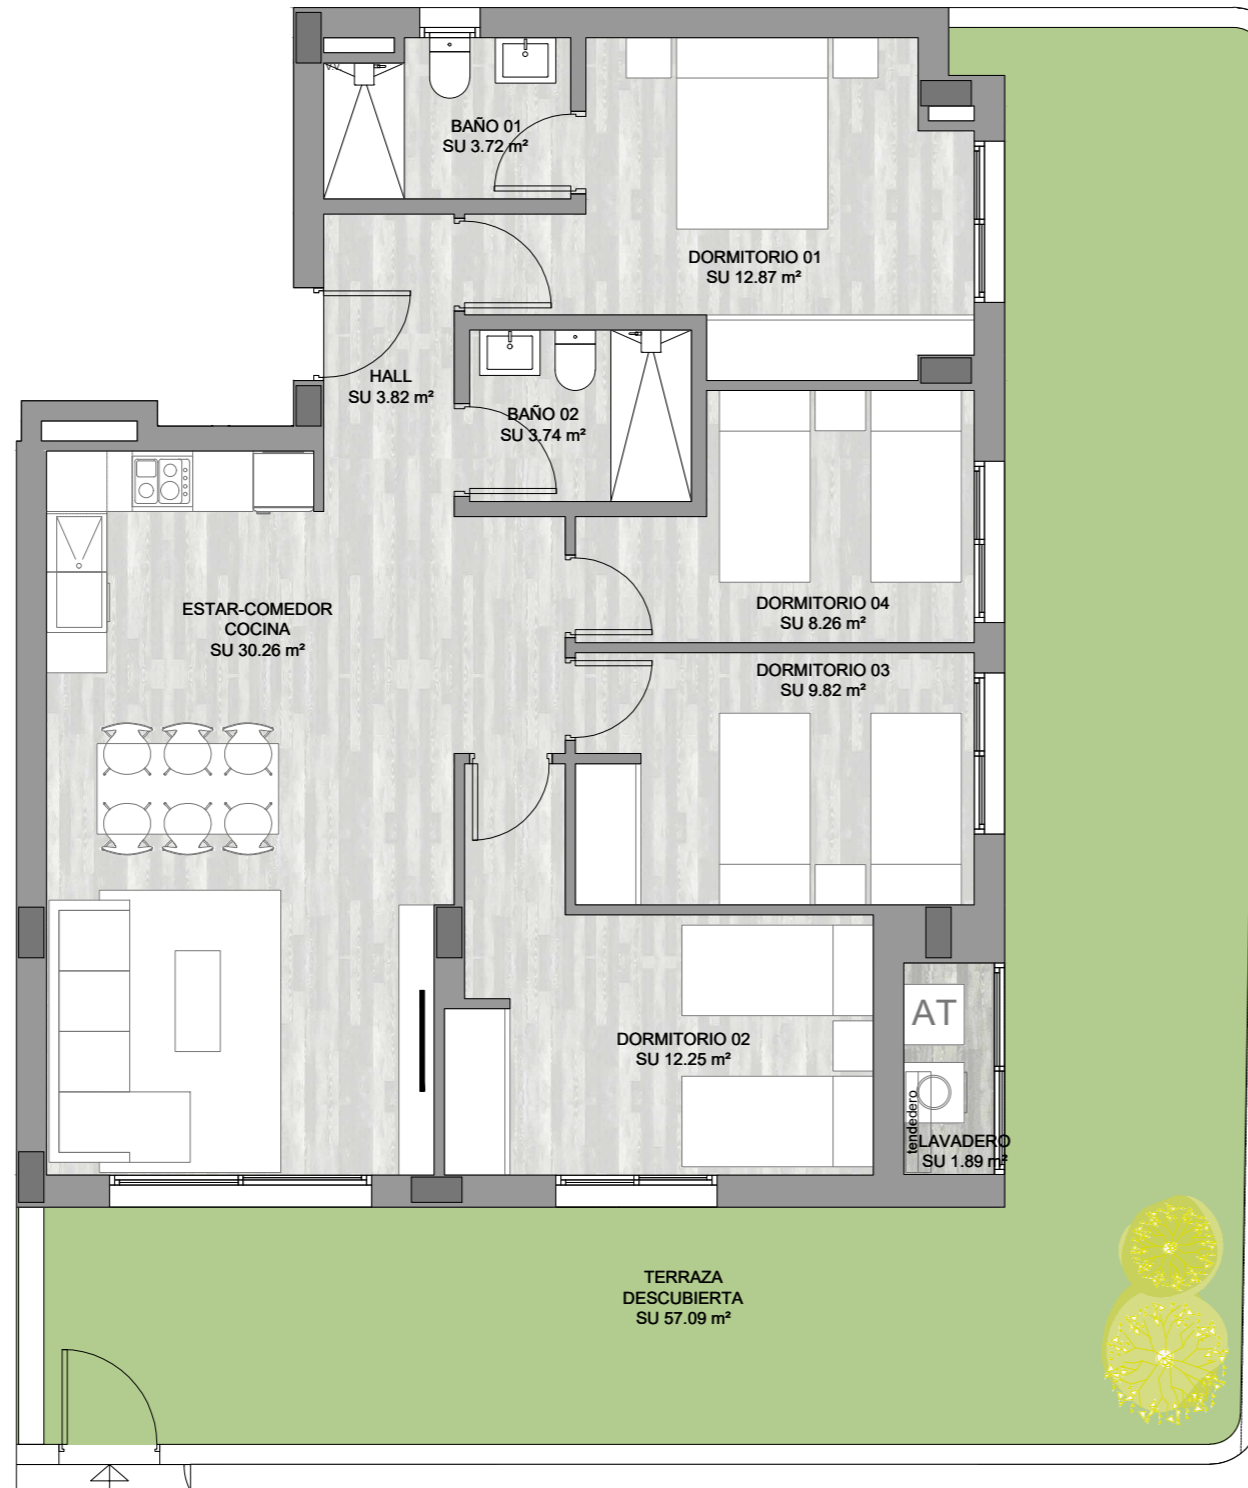 BAÑO 01
SU 3.72 m²
DORMITORIO 01
SU 12.87 m²
HALL
SU 3.82 m²
BAÑO 02
SU 3.74 m²
ESTAR-COMEDOR
COCINA
SU 30.26 m²
DORMITORIO 04
SU 8.26 m²
DORMITORIO 03
SU 9.82 m²
DORMITORIO 02
SU 12.25 m²
AT
tendedero
LAVADERO
SU 1.89 m²
TERRAZA
DESCUBIERTA
SU 57.09 m²